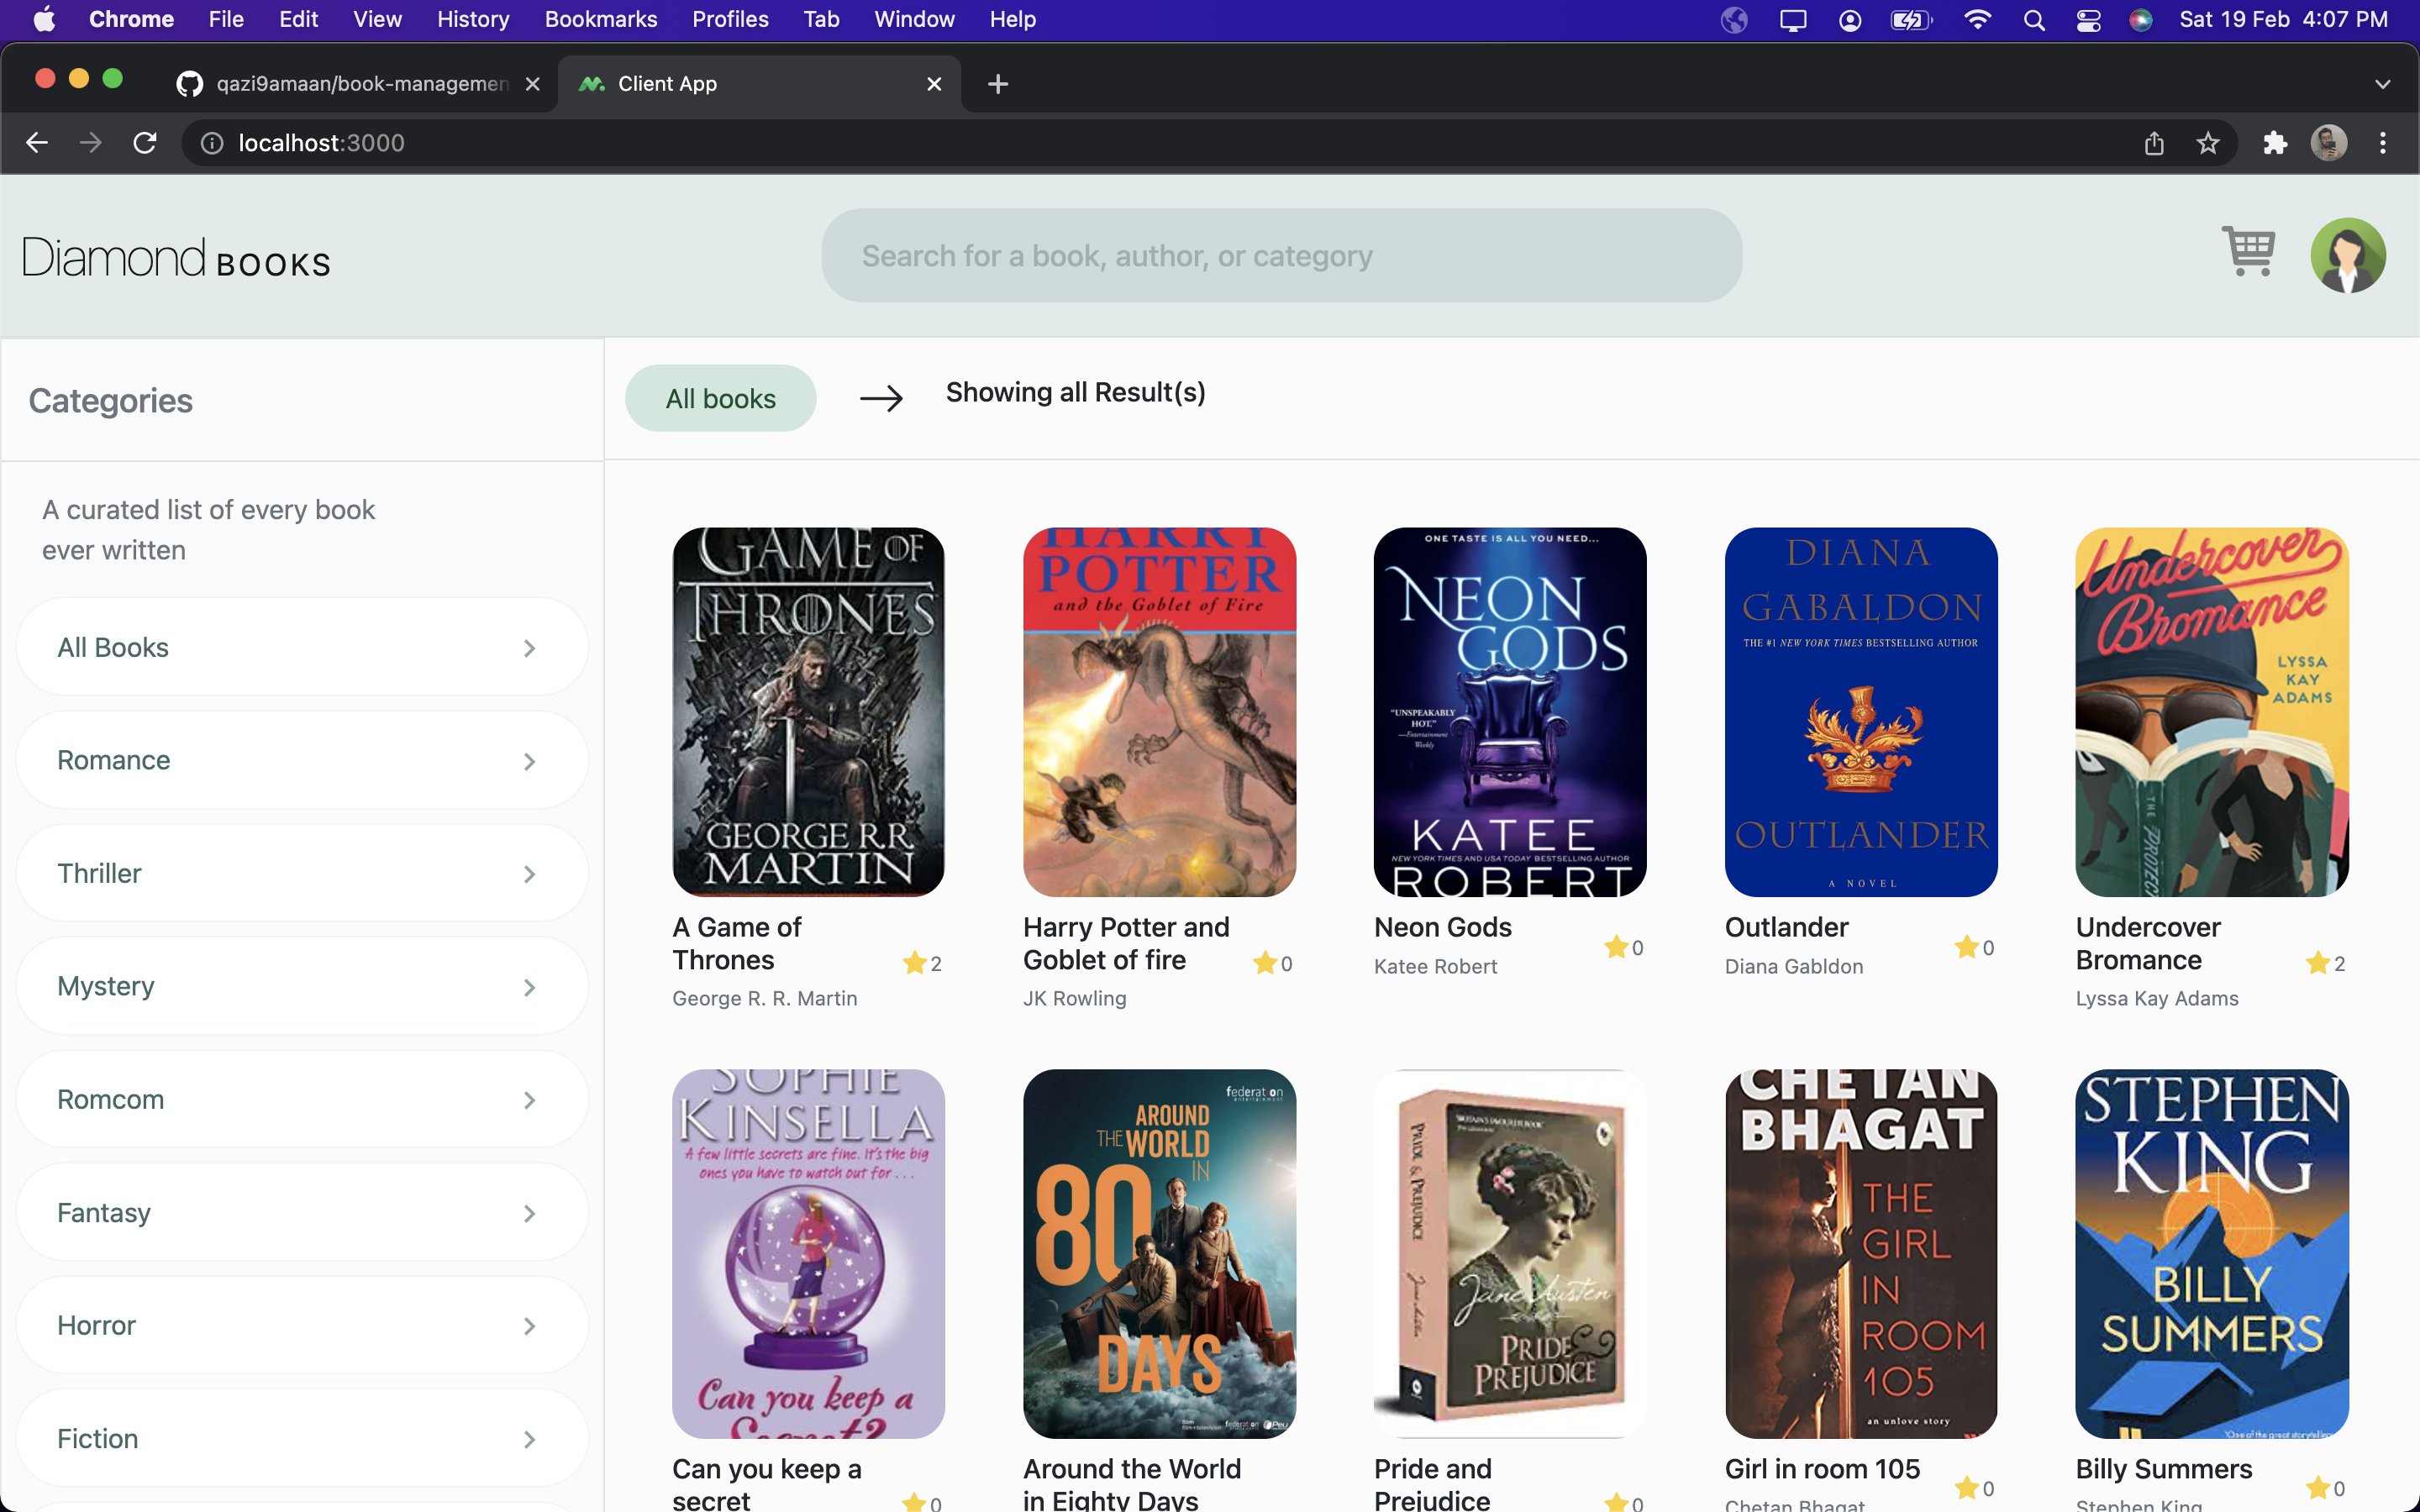 Chrome File Edit View History Bookmarks Profiles Tab Window Help Sat 19 Feb 4:07 PM
qazi9amaan/book-managemen Client App
localhost:3000
Diamond BOOKS
Search for a book, author, or category
Categories
All books
Showing all Result(s)
A curated list of every book
ever written
All Books
Romance
Thriller
Mystery
Romcom
Fantasy
Horror
Fiction
GAME OF
THRONES
GEORGE R.R.
MARTIN
A Game of
Thrones
2
George R. R. Martin
HARRY
POTTER
and the Goblet of Fire
Harry Potter and
Goblet of fire
0
JK Rowling
ONE TASTE IS ALL YOU NEED...
NEON
GODS
"UNSPEAKABLY
HOT."
—Entertainment
Weekly
KATEE
NEW YORK TIMES AND USA TODAY BESTSELLING AUTHOR
ROBERT
Neon Gods
0
Katee Robert
DIANA
GABALDON
THE #1 NEW YORK TIMES BESTSELLING AUTHOR
OUTLANDER
A NOVEL
Outlander
0
Diana Gabldon
Undercover
Bromance
LYSSA
KAY
ADAMS
THE
Undercover
Bromance
2
Lyssa Kay Adams
SOPHIE
KINSELLA
A few little secrets are fine. It's the big
ones you have to watch out for . . .
Can you keep a
Secret?
Can you keep a
secret
0
federation
entertainment
AROUND
THE WORLD
IN
80
DAYS
Around the World
in Eighty Days
PRIDE & PREJUDICE
Jane Austen
PRIDE &
PREJUDICE
Pride and
Prejudice
0
CHETAN
BHAGAT
THE
GIRL
IN
ROOM
105
an unlove story
Girl in room 105
0
Chetan Bhagat
STEPHEN
KING
BILLY
SUMMERS
Billy Summers
0
Stephen King